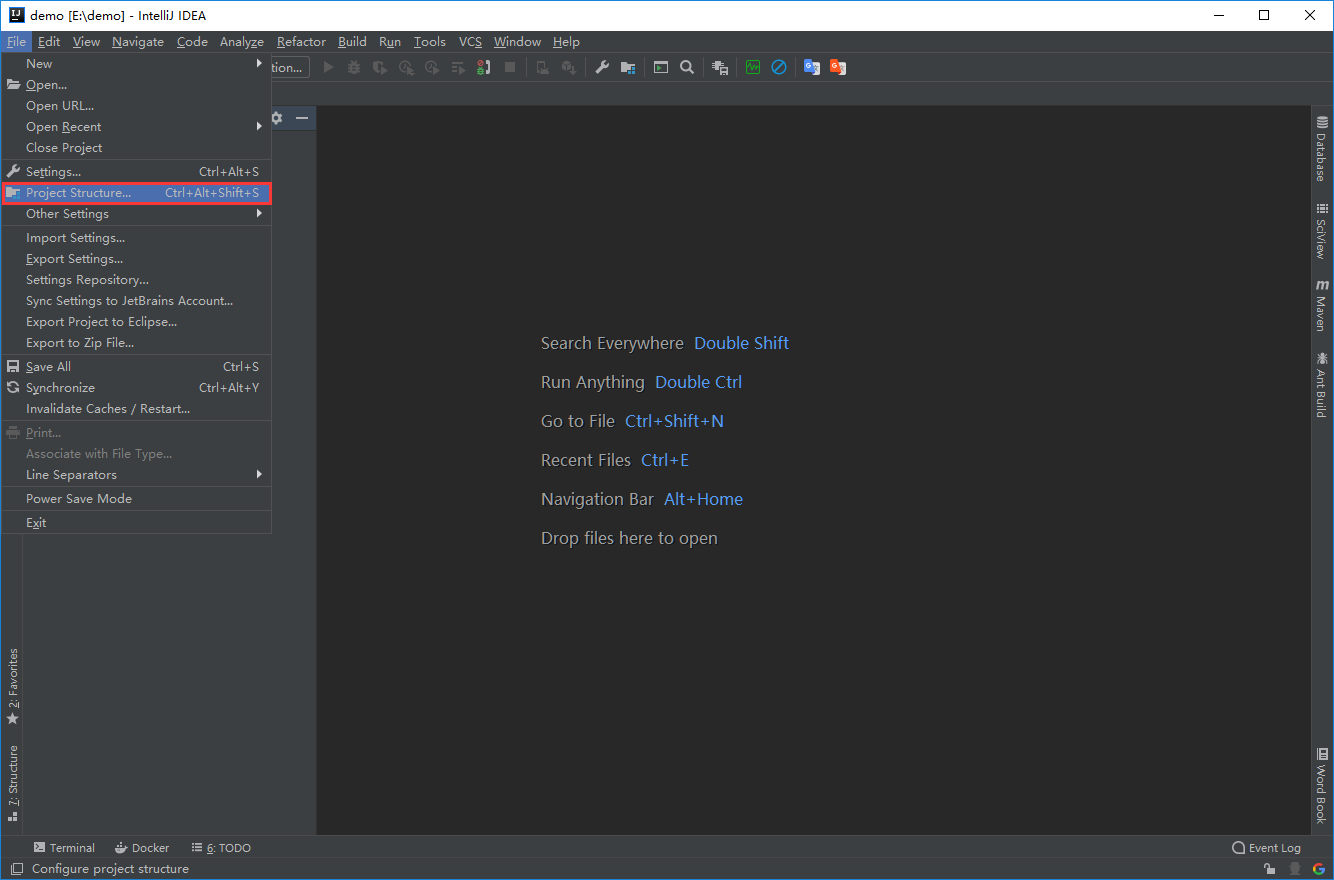 demo [E:\demo] - IntelliJ IDEA
File Edit View Navigate Code Analyze Refactor Build Run Tools VCS Window Help
tion...
New
Open...
Open URL...
Open Recent
Close Project
Settings... Ctrl+Alt+S
Project Structure... Ctrl+Alt+Shift+S
Other Settings
Import Settings...
Export Settings...
Settings Repository...
Sync Settings to JetBrains Account...
Export Project to Eclipse...
Export to Zip File...
Save All Ctrl+S
Synchronize Ctrl+Alt+Y
Invalidate Caches / Restart...
Print...
Associate with File Type...
Line Separators
Power Save Mode
Exit
Search Everywhere Double Shift
Run Anything Double Ctrl
Go to File Ctrl+Shift+N
Recent Files Ctrl+E
Navigation Bar Alt+Home
Drop files here to open
Database
SciView
Maven
Ant Build
Word Book
2: Favorites
7: Structure
Terminal Docker 6: TODO Event Log
Configure project structure